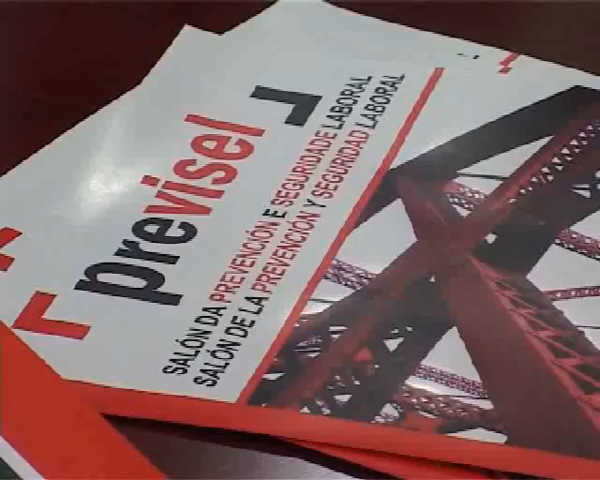 previsel
SALÓN DA PREVENCIÓN E SEGURIDADE LABORAL
SALÓN DE LA PREVENCIÓN Y SEGURIDAD LABORAL